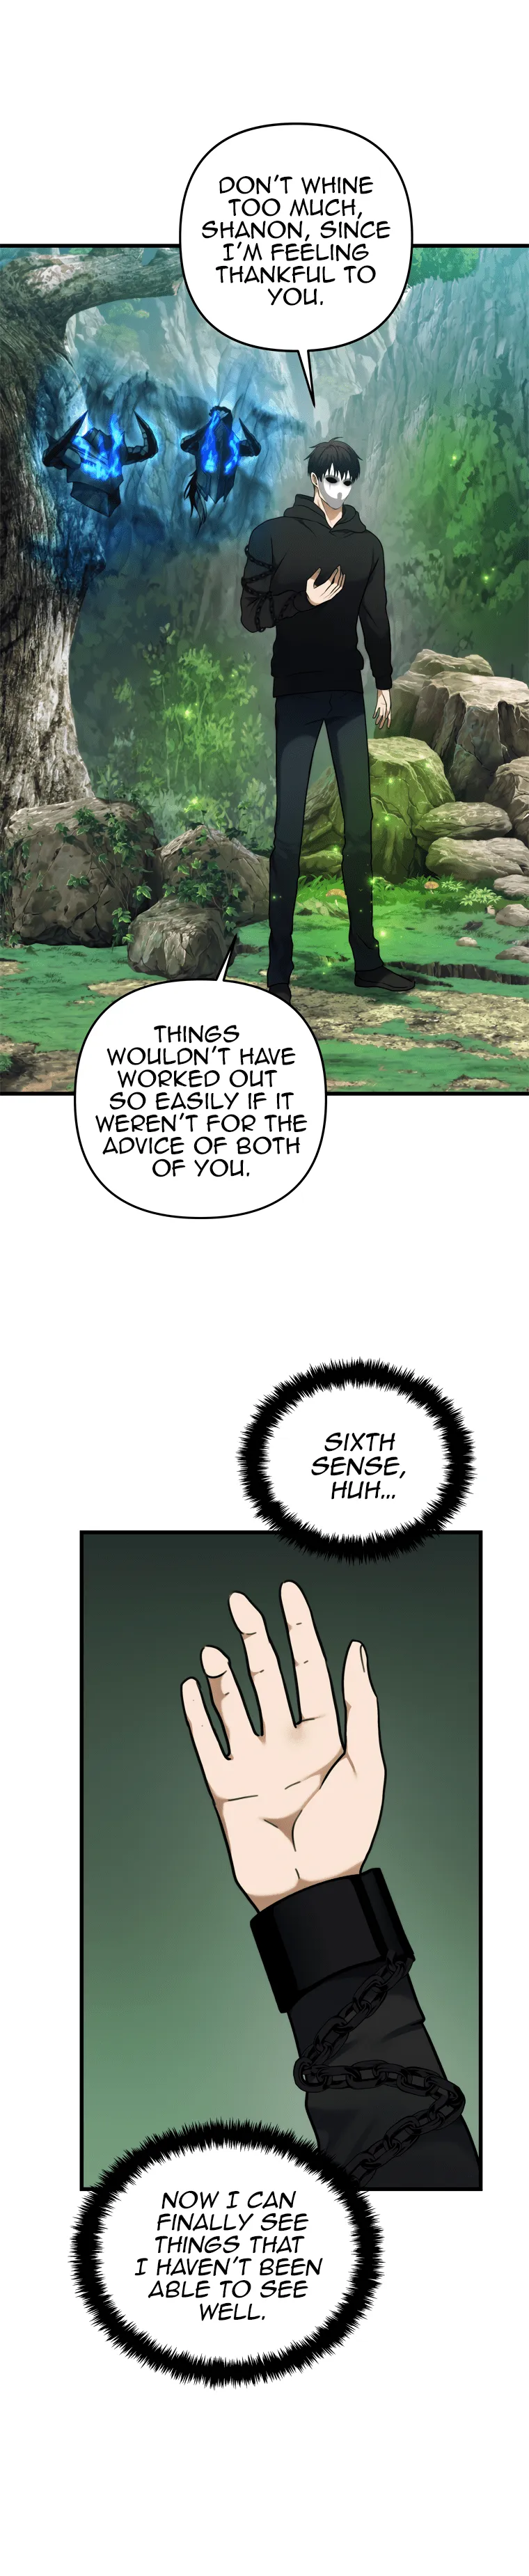 DON'T WHINE
TOO MUCH,
SHANON, SINCE
I'M FEELING
THANKFUL TO
YOU.
THINGS
WOULDN'T HAVE
WORKED OUT
SO EASILY IF IT
WEREN'T FOR THE
ADVICE OF BOTH
OF YOU.
SIXTH
SENSE,
HUH...
NOW I CAN
FINALLY SEE
THINGS THAT
I HAVEN'T BEEN
ABLE TO SEE
WELL.